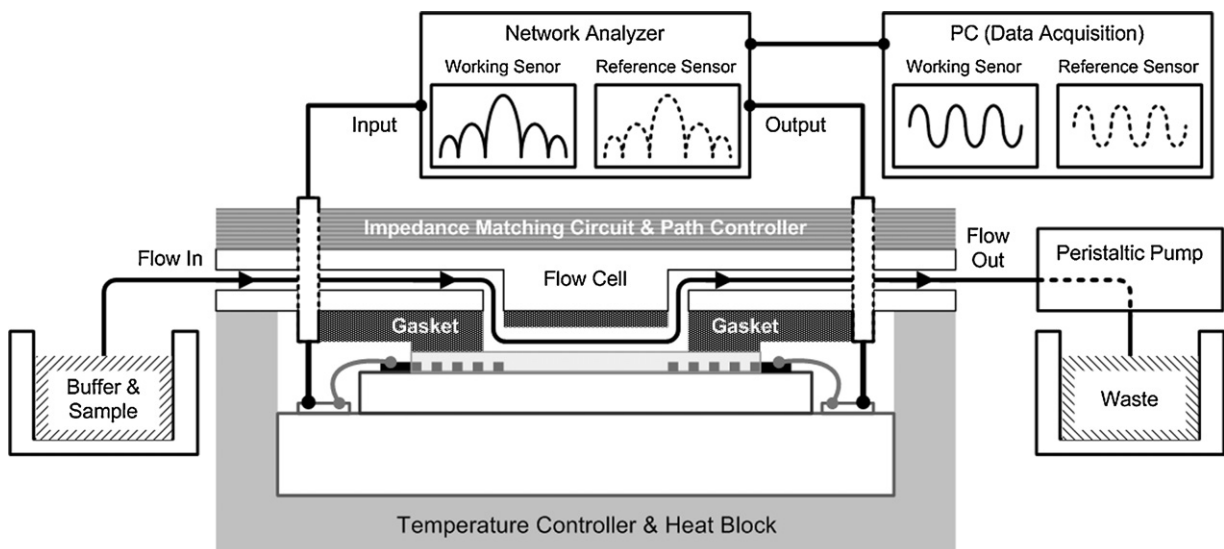 Network Analyzer
Working Senor
Reference Sensor
PC (Data Acquisition)
Working Senor
Reference Sensor
Input
Output
Impedance Matching Circuit & Path Controller
Flow In
Flow
Out
Flow Cell
Peristaltic Pump
Gasket
Gasket
Buffer &
Sample
Waste
Temperature Controller & Heat Block